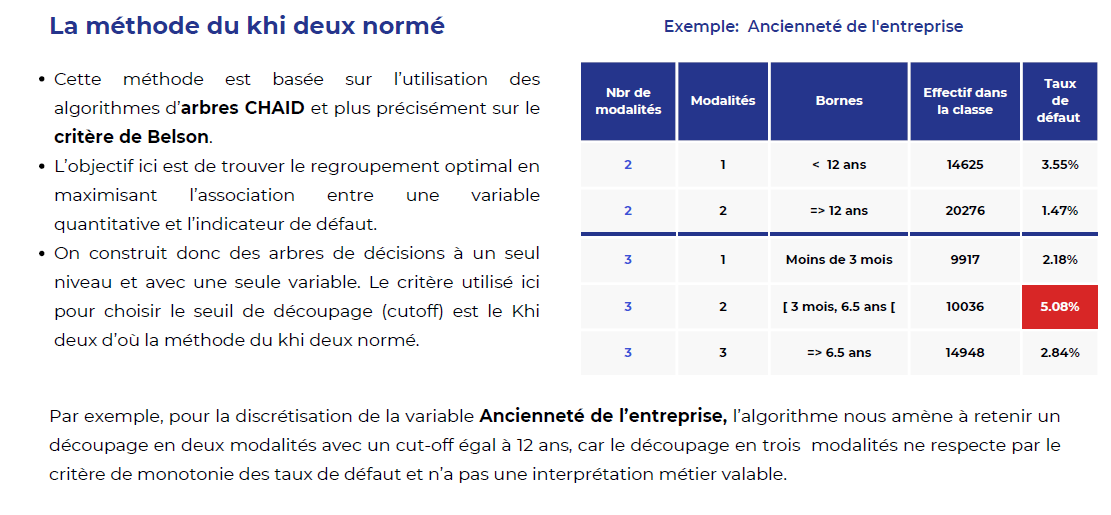 La méthode du khi deux normé
Cette méthode est basée sur l'utilisation des
algorithmes d'arbres CHAID et plus précisément sur le
critère de Belson.
L'objectif ici est de trouver le regroupement optimal en
maximisant l'association entre une variable
quantitative et l'indicateur de défaut.
On construit donc des arbres de décisions à un seul
niveau et avec une seule variable. Le critère utilisé ici
pour choisir le seuil de découpage (cutoff) est le Khi
deux d'où la méthode du khi deux normé.
Exemple: Ancienneté de l'entreprise
Nbr de modalités Modalités Bornes Effectif dans la classe Taux de défaut
2 1 < 12 ans 14625 3.55%
2 2 => 12 ans 20276 1.47%
3 1 Moins de 3 mois 9917 2.18%
3 2 [ 3 mois, 6.5 ans [ 10036 5.08%
3 3 => 6.5 ans 14948 2.84%
Par exemple, pour la discrétisation de la variable Ancienneté de l'entreprise, l'algorithme nous amène à retenir un
découpage en deux modalités avec un cut-off égal à 12 ans, car le découpage en trois modalités ne respecte par le
critère de monotonie des taux de défaut et n'a pas une interprétation métier valable.